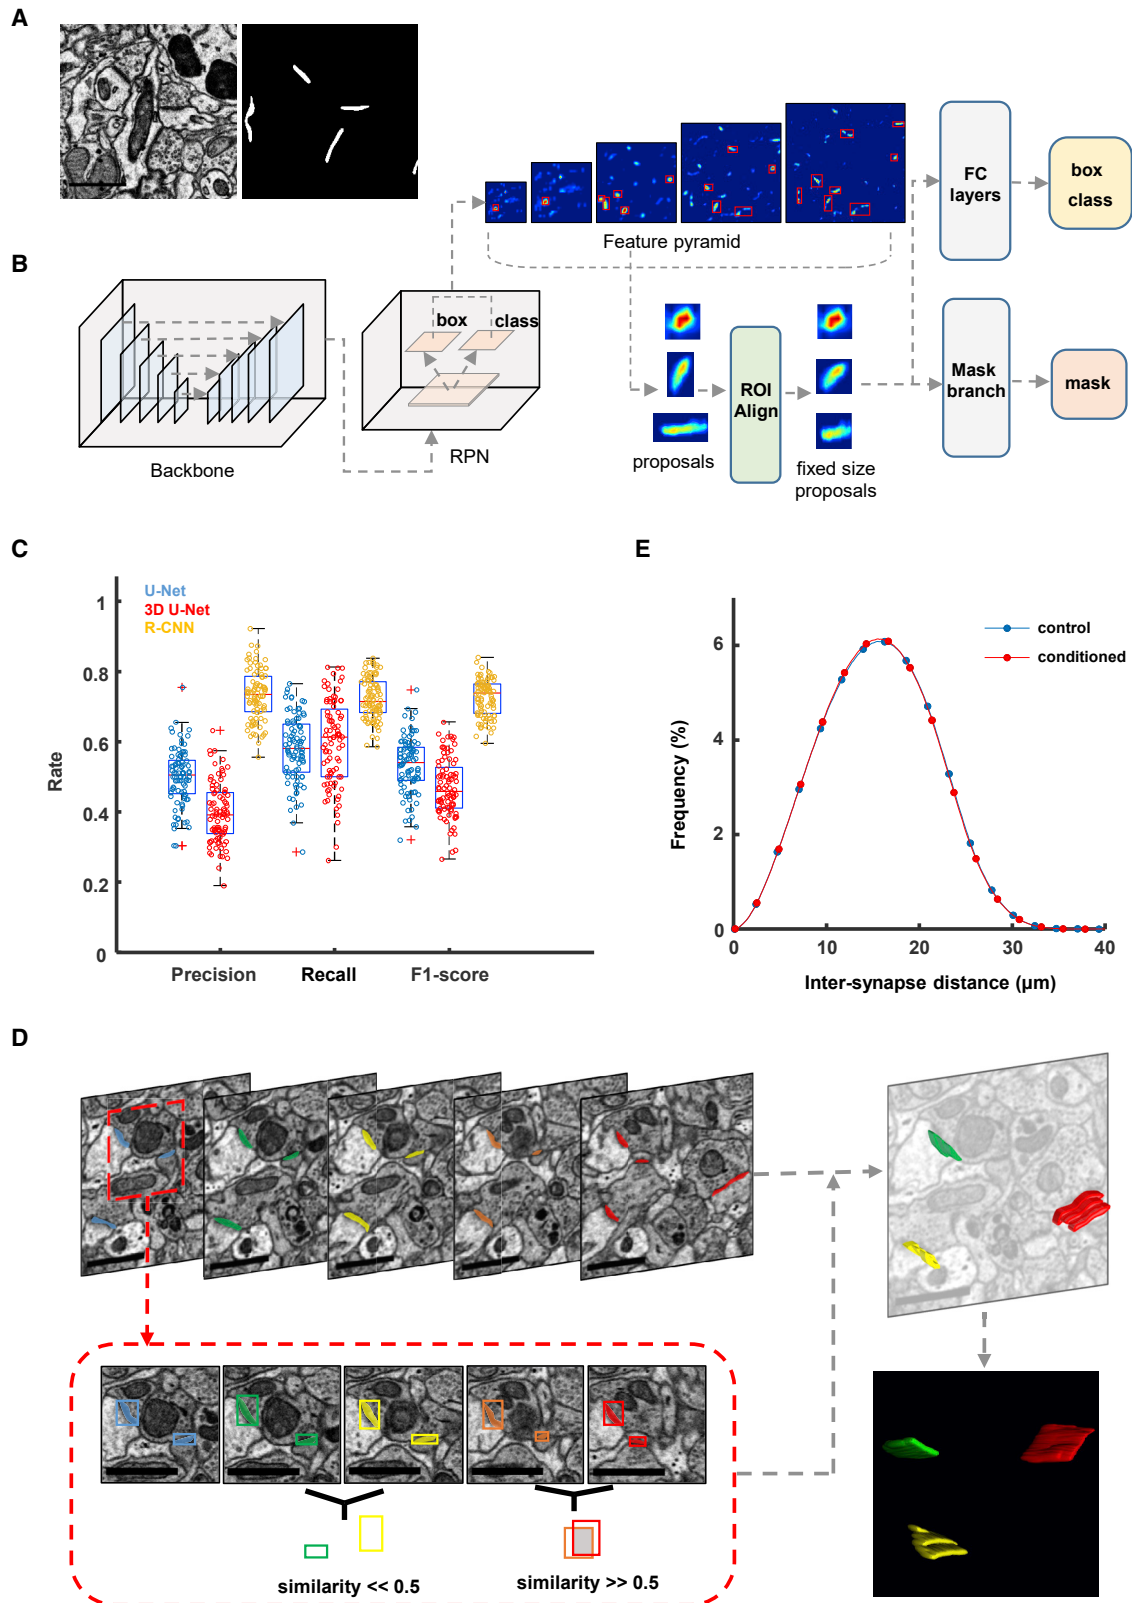 A
B
Feature pyramid
FC
layers
box
class
box
class
Backbone
RPN
proposals
ROI
Align
fixed size
proposals
Mask
branch
mask
C
U-Net
3D U-Net
R-CNN
1
0.8
0.6
0.4
0.2
0
Rate
Precision
Recall
F1-score
E
control
conditioned
6
4
2
0
Frequency (%)
0
10
20
30
40
Inter-synapse distance (µm)
D
similarity << 0.5
similarity >> 0.5